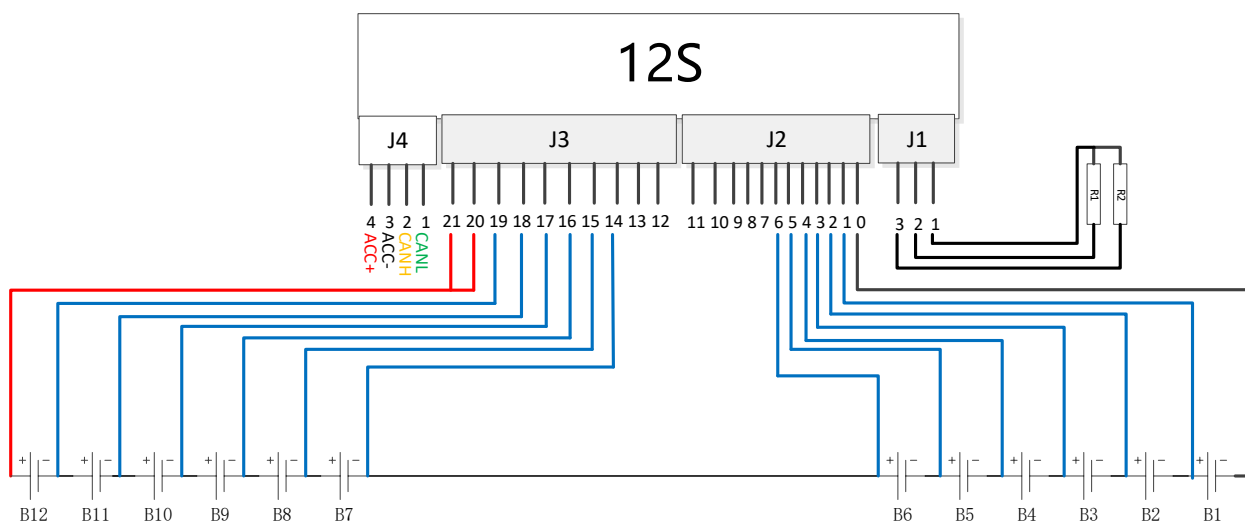 12S
J4 J3 J2 J1
R1 R2
4 3 2 1 21 20 19 18 17 16 15 14 13 12 11 10 9 8 7 6 5 4 3 2 1 0 3 2 1
ACC+ ACC- CANH CANL
+ - + - + - + - + - + - + - + - + - + - + - + -
B12 B11 B10 B9 B8 B7 B6 B5 B4 B3 B2 B1